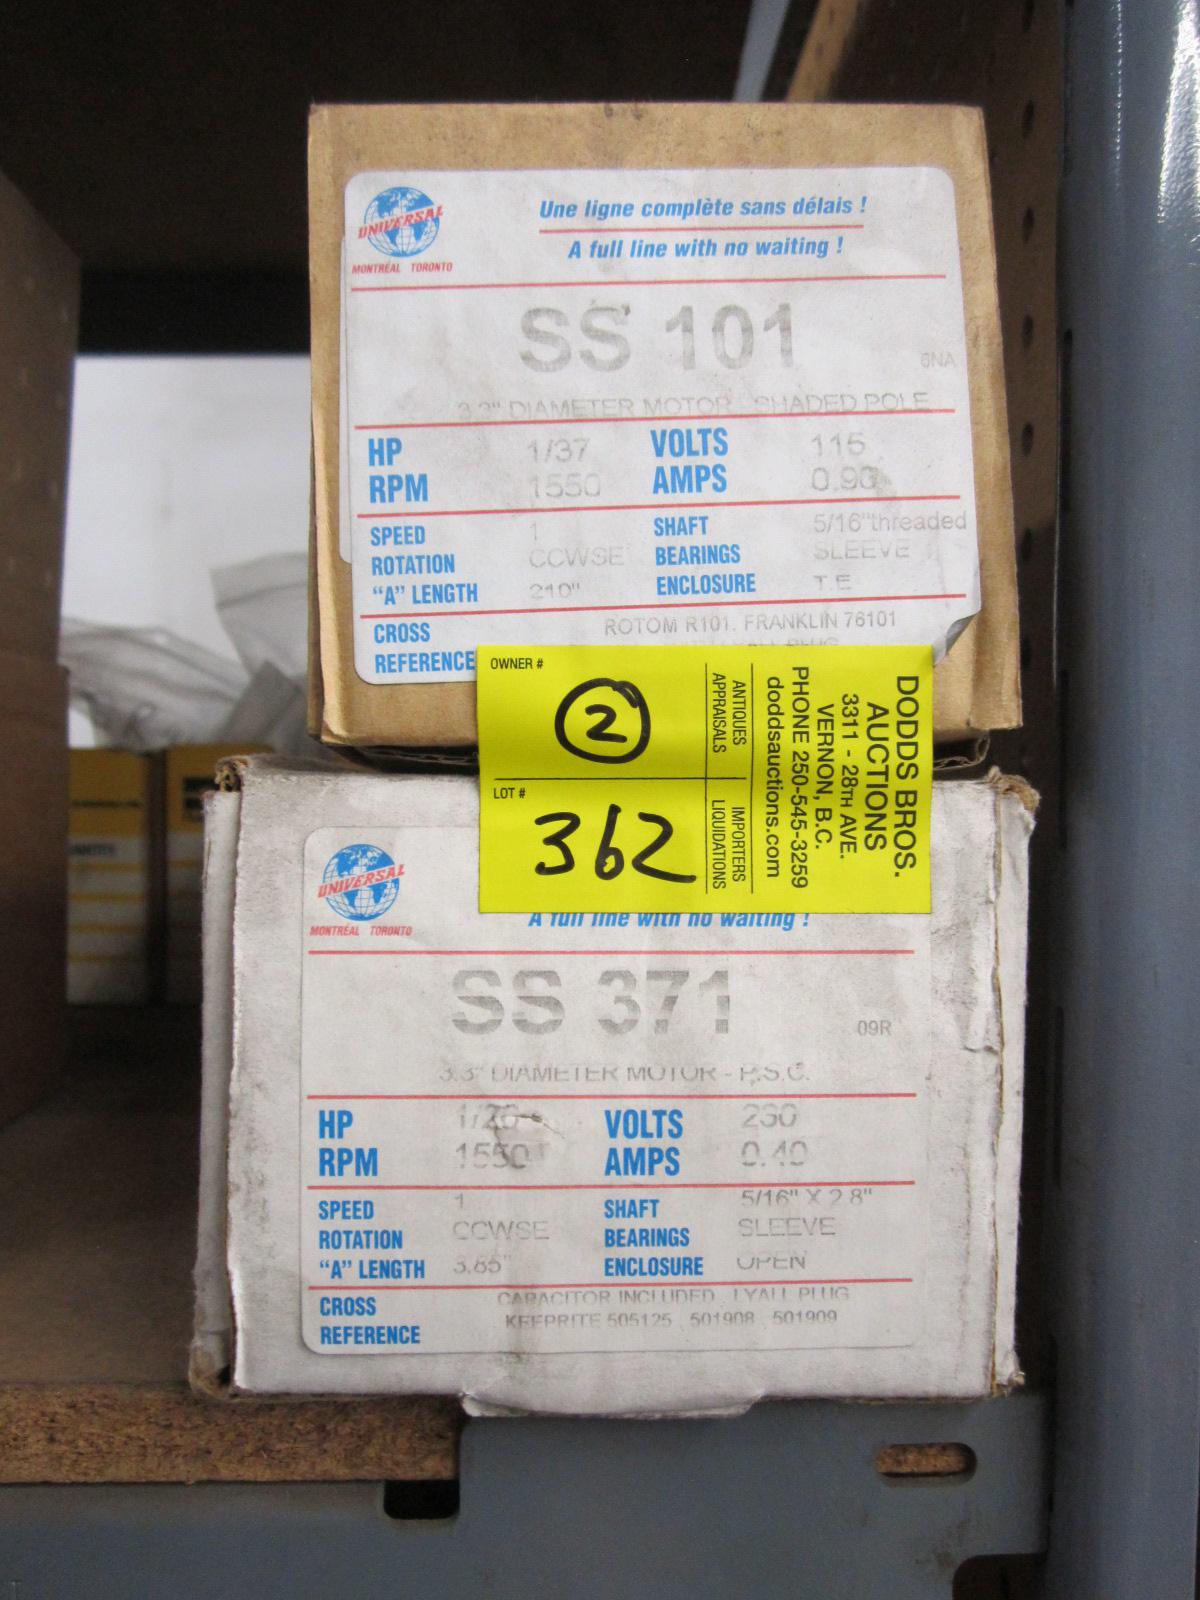 UNIVERSAL
MONTRÉAL TORONTO
Une ligne complète sans délais !
A full line with no waiting !
SS 101
6NA
3.3" DIAMETER MOTOR - SHADED POLE
HP 1/37 VOLTS 115
RPM 1550 AMPS 0.90
SPEED 1 SHAFT 5/16"threaded
ROTATION CCWSE BEARINGS SLEEVE
"A" LENGTH 210" ENCLOSURE T.E
CROSS REFERENCE
ROTOM R101. FRANKLIN 76101
PLUG
OWNER #
2
LOT #
362
ANTIQUES
APPRAISALS
IMPORTERS
LIQUIDATIONS
DODDS BROS.
AUCTIONS
3311 - 28TH AVE.
VERNON, B.C.
PHONE 250-545-3259
doddsauctions.com
UNIVERSAL
MONTRÉAL TORONTO
A full line with no waiting !
SS 371
09R
3.3" DIAMETER MOTOR - P.S.C.
HP VOLTS 230
RPM 1550 AMPS 0.40
SPEED 1 SHAFT 5/16" X 2.8"
ROTATION CCWSE BEARINGS SLEEVE
"A" LENGTH 3.65" ENCLOSURE OPEN
CROSS REFERENCE
CAPACITOR INCLUDED LYALL PLUG
KEEPRITE 505125 501908 501909